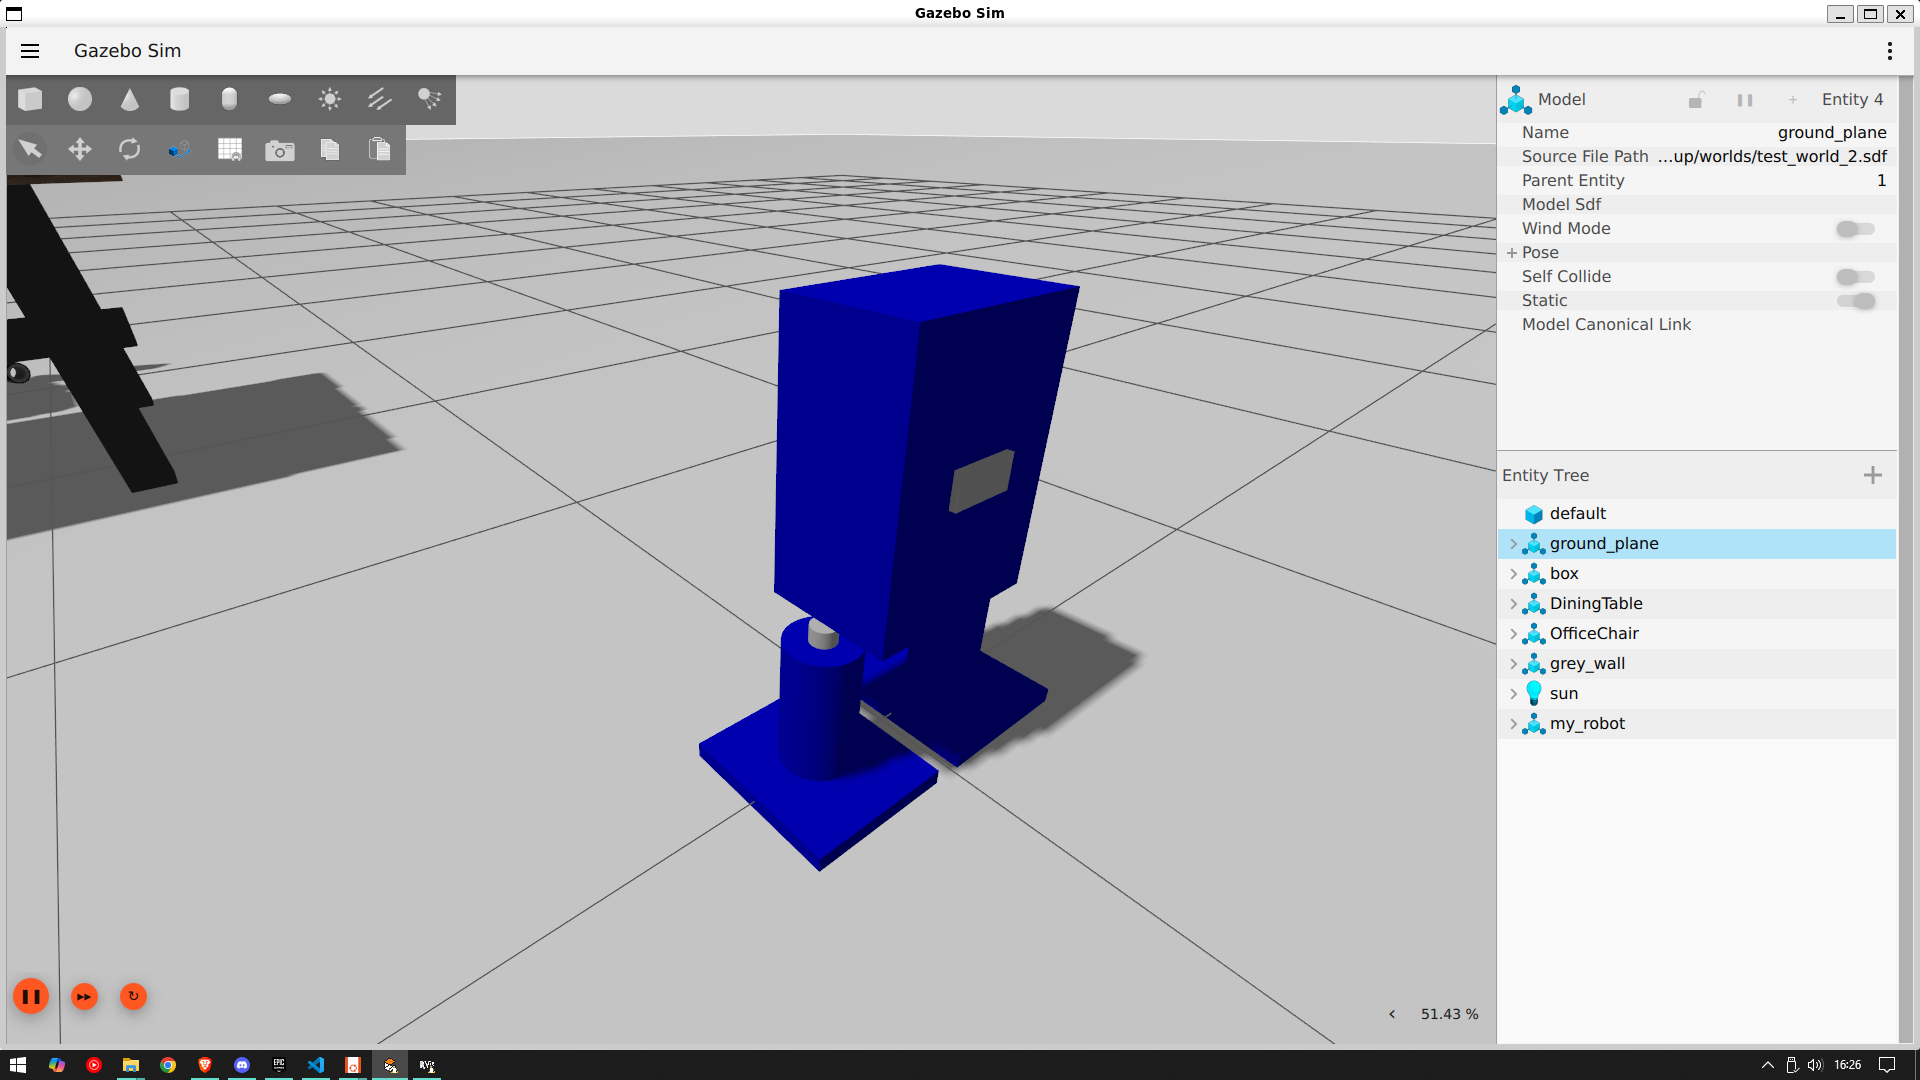 Gazebo Sim
Gazebo Sim
Model
Entity 4
Name ground_plane
Source File Path ...up/worlds/test_world_2.sdf
Parent Entity 1
Model Sdf
Wind Mode
Pose
Self Collide
Static
Model Canonical Link
Entity Tree
default
ground_plane
box
DiningTable
OfficeChair
grey_wall
sun
my_robot
51.43 %
EPIC
RViz
16:26